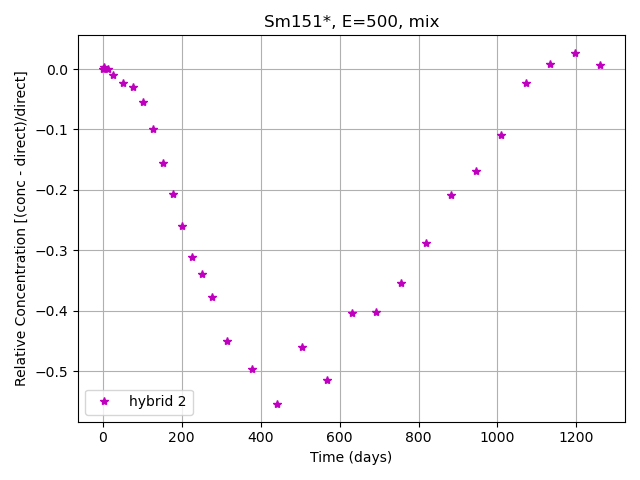 Sm151*, E=500, mix
Relative Concentration [(conc - direct)/direct]
0.0
−0.1
−0.2
−0.3
−0.4
−0.5
hybrid 2
0 200 400 600 800 1000 1200
Time (days)